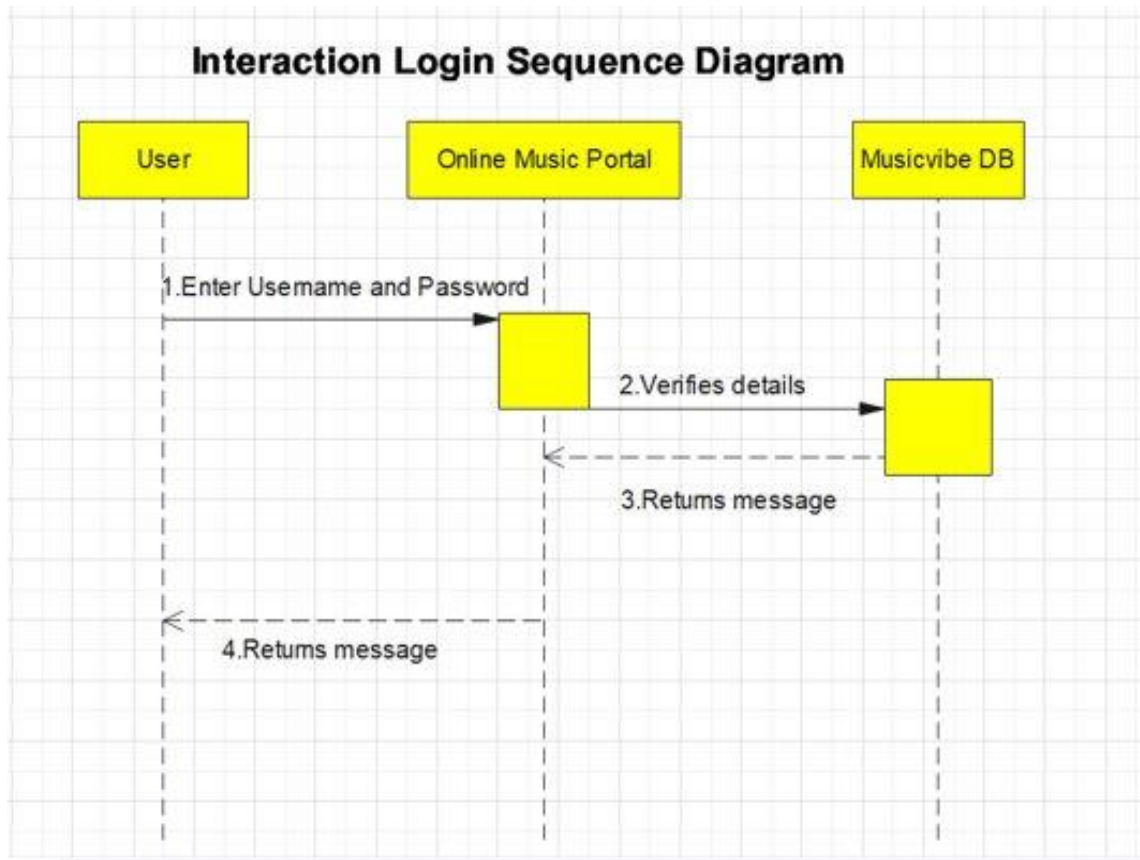 Interaction Login Sequence Diagram
User
Online Music Portal
Musicvibe DB
1.Enter Username and Password
2.Verifies details
3.Returns message
4.Returns message